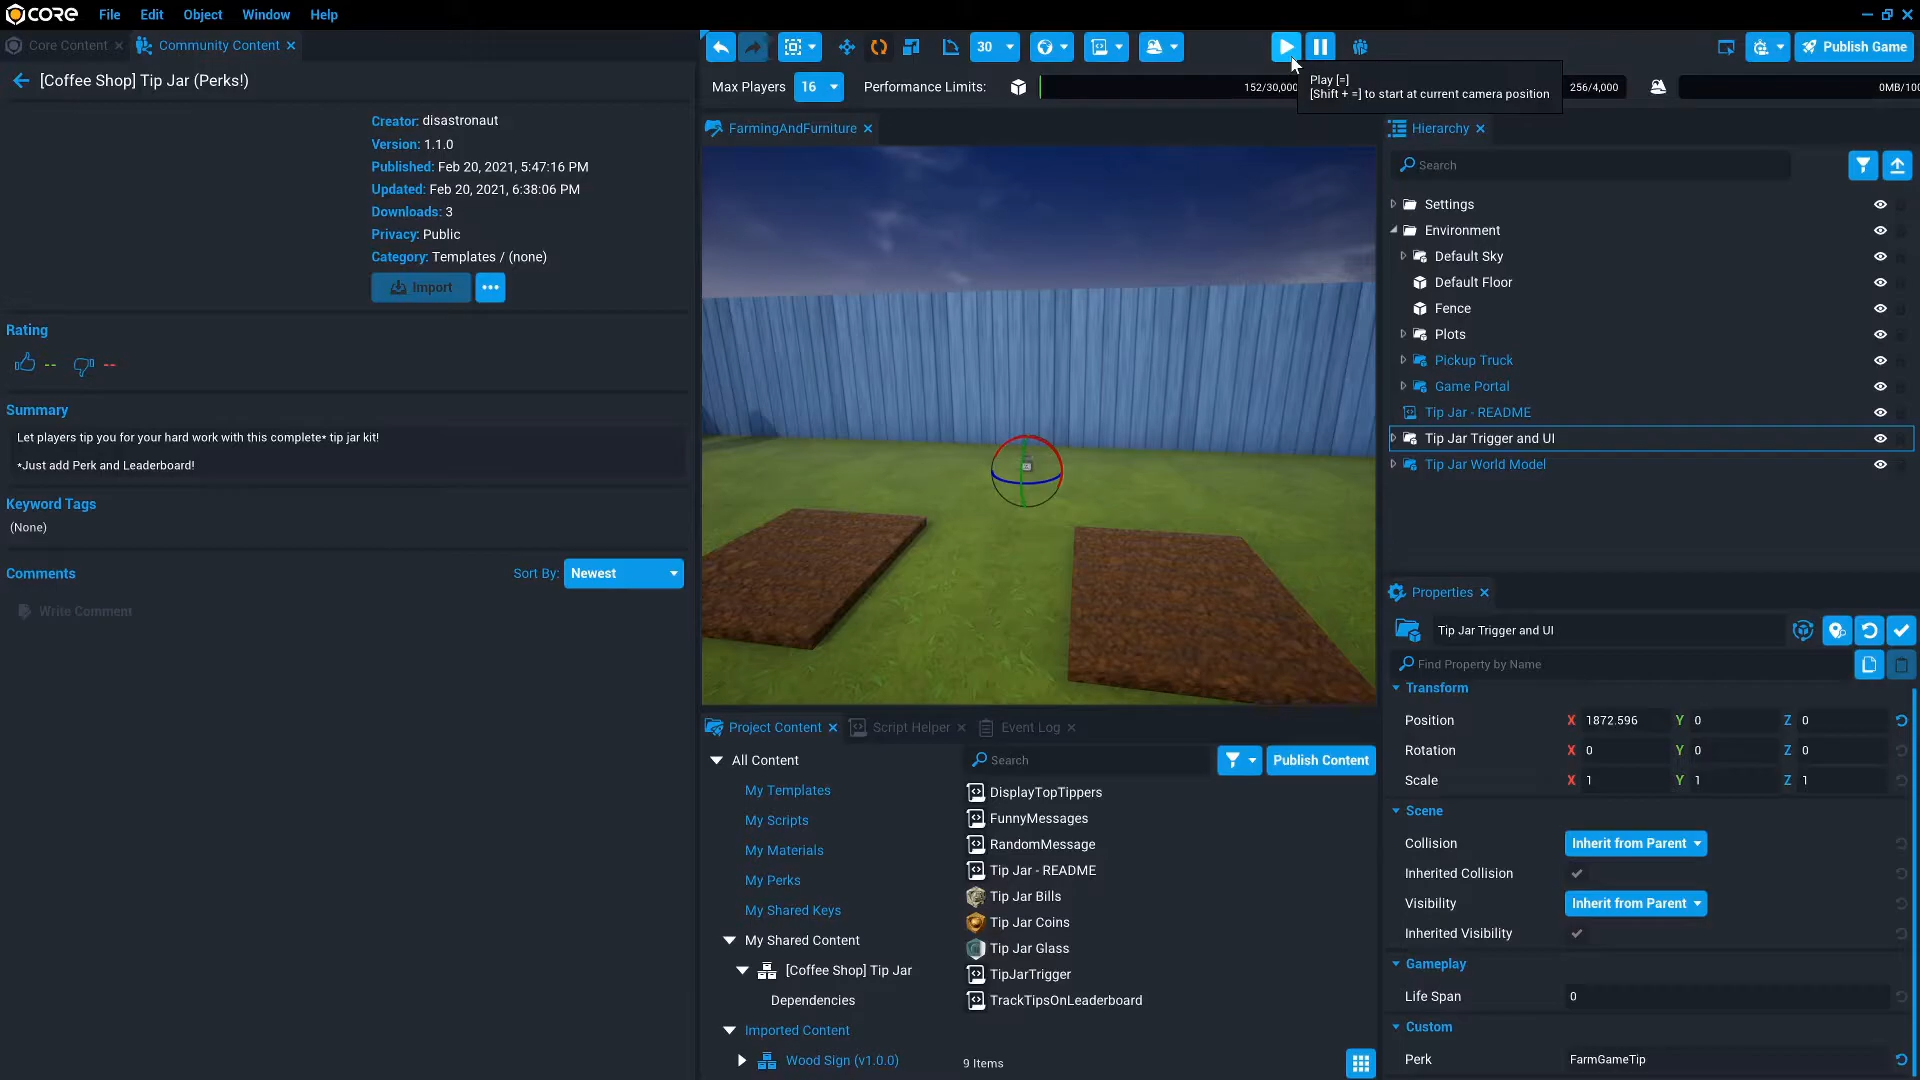 CORE File Edit Object Window Help
Core Content Community Content
[Coffee Shop] Tip Jar (Perks!)
Creator: disastronaut
Version: 1.1.0
Published: Feb 20, 2021, 5:47:16 PM
Updated: Feb 20, 2021, 6:38:06 PM
Downloads: 3
Privacy: Public
Category: Templates / (none)
Import
Rating
-- --
Summary
Let players tip you for your hard work with this complete* tip jar kit!
*Just add Perk and Leaderboard!
Keyword Tags
(None)
Comments Sort By: Newest
Write Comment
30 Publish Game
Max Players 16 Performance Limits: 152/30,000 256/4,000 0MB/100
Play [=]
[Shift + =] to start at current camera position
FarmingAndFurniture
Project Content Script Helper Event Log
All Content Search Publish Content
My Templates
My Scripts
My Materials
My Perks
My Shared Keys
My Shared Content
[Coffee Shop] Tip Jar
Dependencies
Imported Content
Wood Sign (v1.0.0)
DisplayTopTippers
FunnyMessages
RandomMessage
Tip Jar - README
Tip Jar Bills
Tip Jar Coins
Tip Jar Glass
TipJarTrigger
TrackTipsOnLeaderboard
9 Items
Hierarchy
Search
Settings
Environment
Default Sky
Default Floor
Fence
Plots
Pickup Truck
Game Portal
Tip Jar - README
Tip Jar Trigger and UI
Tip Jar World Model
Properties
Tip Jar Trigger and UI
Find Property by Name
Transform
Position X 1872.596 Y 0 Z 0
Rotation X 0 Y 0 Z 0
Scale X 1 Y 1 Z 1
Scene
Collision Inherit from Parent
Inherited Collision
Visibility Inherit from Parent
Inherited Visibility
Gameplay
Life Span 0
Custom
Perk FarmGameTip